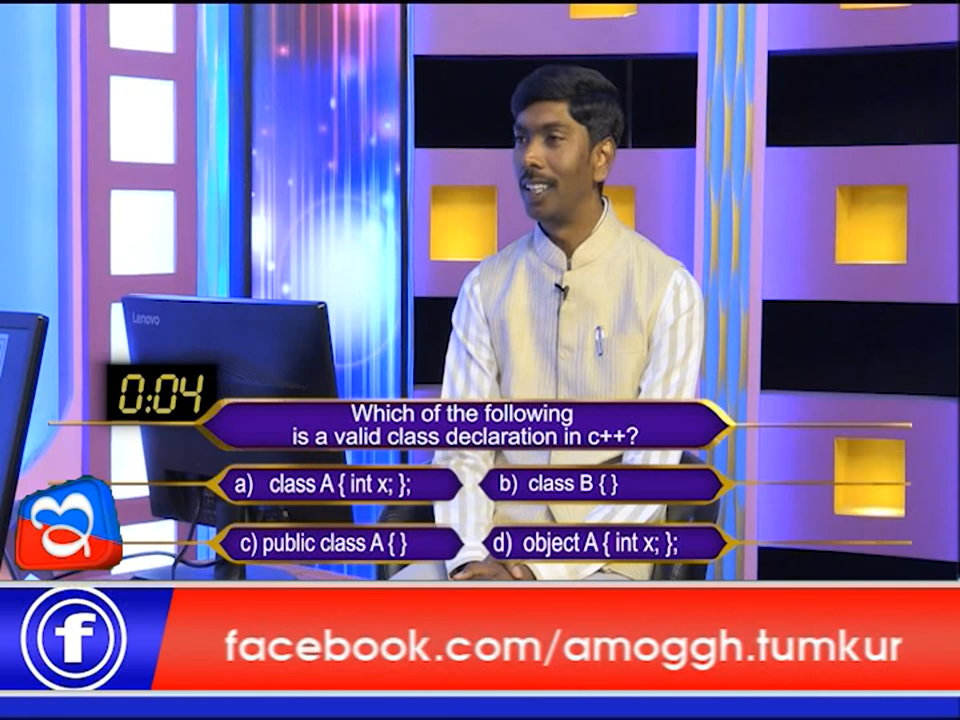 Lenovo
0:04
Which of the following
is a valid class declaration in c++?
a) class A { int x; };
b) class B { }
c) public class A { }
d) object A { int x; };
f
facebook.com/amoggh.tumkur